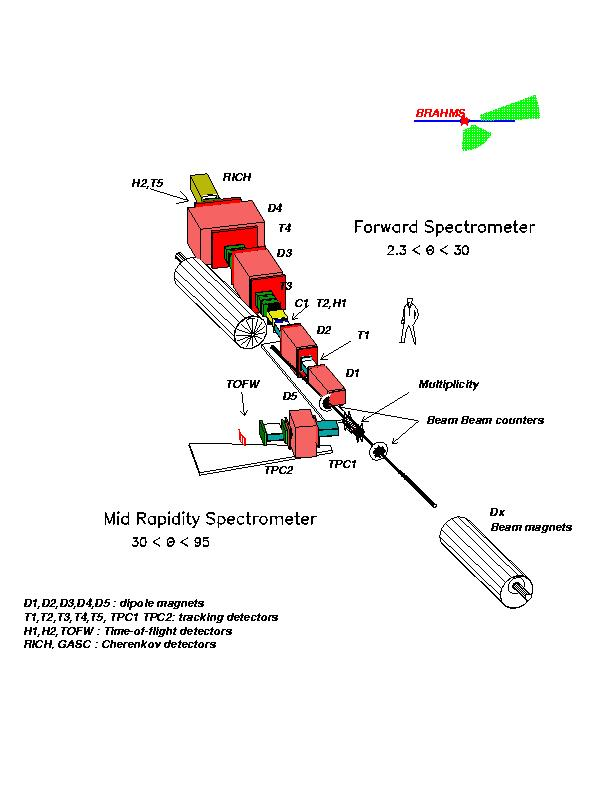 BRAHMS
H2,T5
RICH
D4
T4
Forward Spectrometer
2.3 < Θ < 30
D3
T3
C1 T2,H1
D2
T1
D1
TOFW
D5
Multiplicity
Beam Beam counters
TPC2
TPC1
Mid Rapidity Spectrometer
30 < Θ < 95
Dx
Beam magnets
D1,D2,D3,D4,D5 : dipole magnets
T1,T2,T3,T4,T5, TPC1 TPC2: tracking detectors
H1,H2,TOFW : Time-of-flight detectors
RICH, GASC : Cherenkov detectors